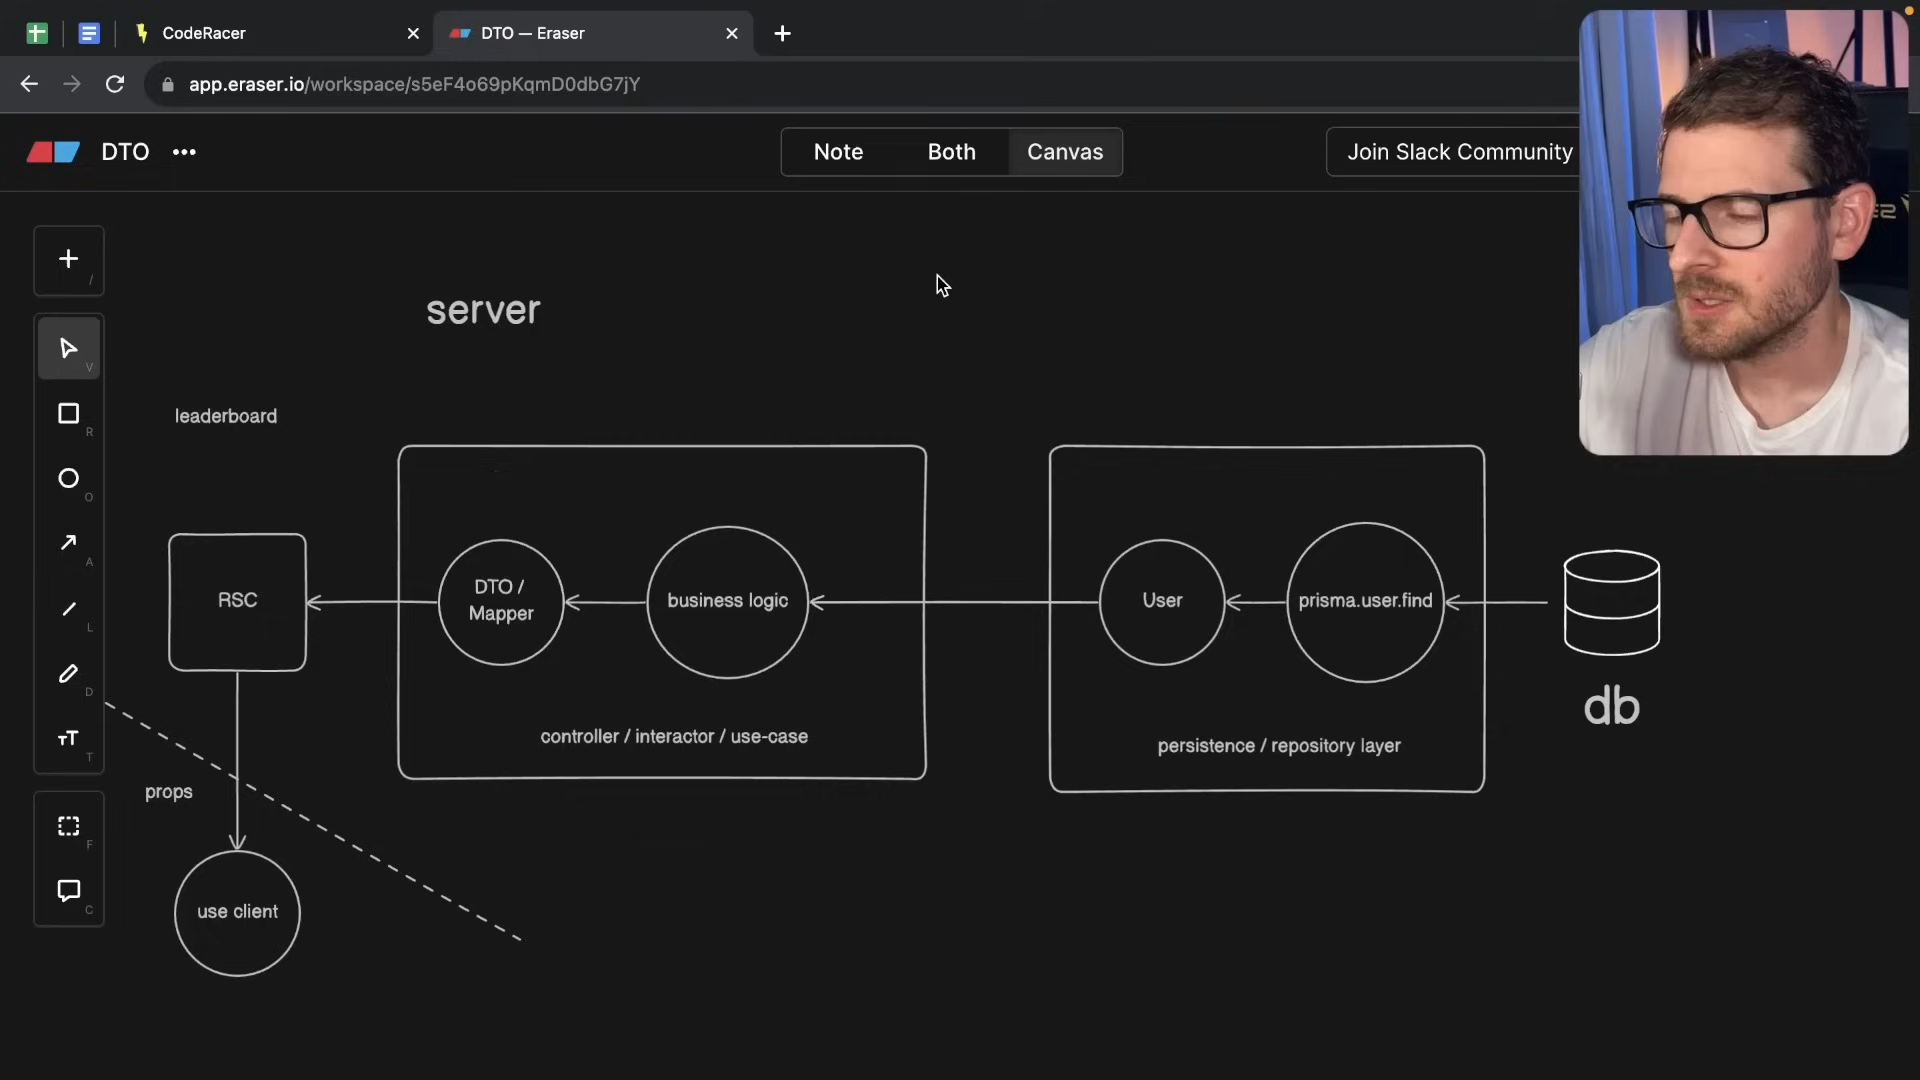 CodeRacer
DTO — Eraser
app.eraser.io/workspace/s5eF4o69pKqmD0dbG7jY
DTO
Note
Both
Canvas
Join Slack Community
/
V
R
O
A
L
D
T
T
F
C
server
leaderboard
RSC
DTO /
Mapper
business logic
User
prisma.user.find
controller / interactor / use-case
persistence / repository layer
db
props
use client